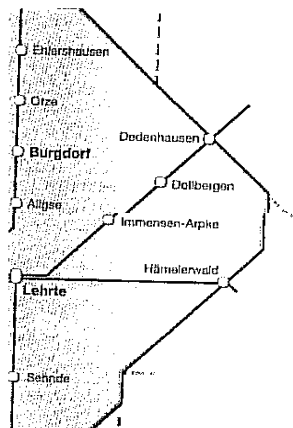 Ehlershausen
Otze
Dedenhausen
Burgdorf
Dollbergen
Aligse
Immensen-Arpke
Hämelerwald
Lehrte
Sehnde